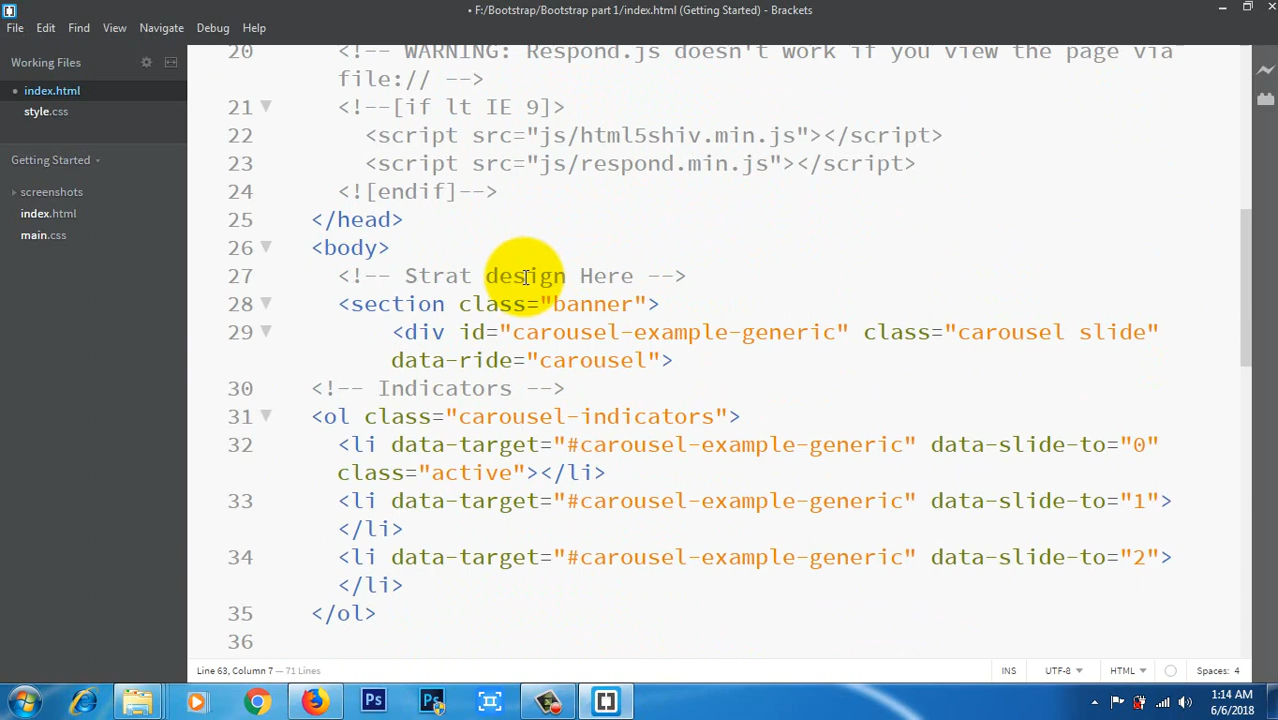 • F:/Bootstrap/Bootstrap part 1/index.html (Getting Started) - Brackets
File Edit Find View Navigate Debug Help
Working Files
• index.html
style.css
Getting Started
screenshots
index.html
main.css
20 <!-- WARNING: Respond.js doesn't work if you view the page via
file:// -->
21 <!--[if lt IE 9]>
22 <script src="js/html5shiv.min.js"></script>
23 <script src="js/respond.min.js"></script>
24 <![endif]-->
25 </head>
26 <body>
27 <!-- Strat design Here -->
28 <section class="banner">
29 <div id="carousel-example-generic" class="carousel slide"
data-ride="carousel">
30 <!-- Indicators -->
31 <ol class="carousel-indicators">
32 <li data-target="#carousel-example-generic" data-slide-to="0"
class="active"></li>
33 <li data-target="#carousel-example-generic" data-slide-to="1">
</li>
34 <li data-target="#carousel-example-generic" data-slide-to="2">
</li>
35 </ol>
36
Line 63, Column 7 — 71 Lines
INS UTF-8 HTML Spaces: 4
Ps Ps
1:14 AM
6/6/2018